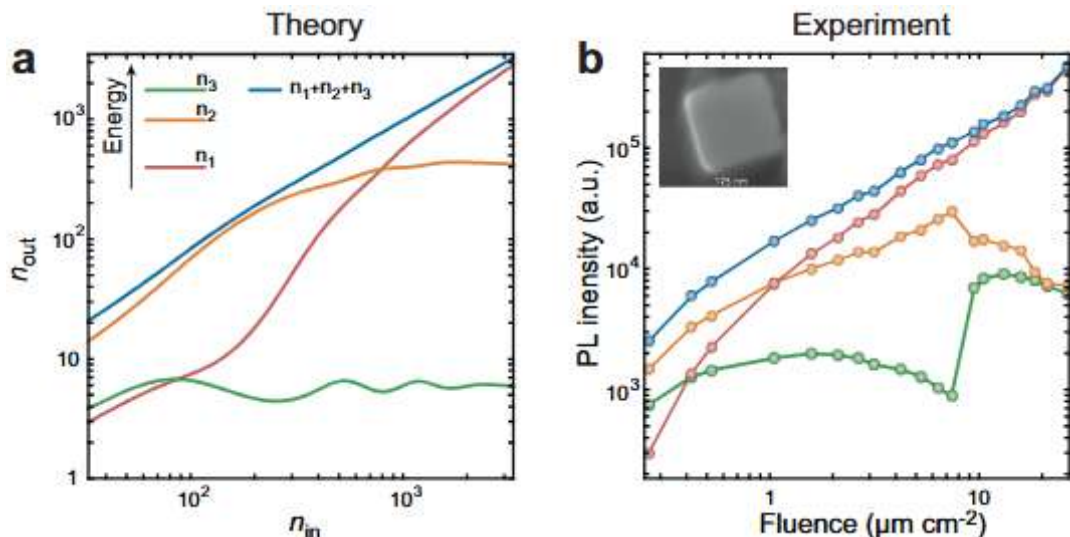 Theory
Experiment
a
b
Energy
n3
n2
n1
n1+n2+n3
nout
10³
10²
10
1
10²
10³
nin
PL inensity (a.u.)
10⁵
10⁴
10³
1
10
Fluence (µm cm-2)